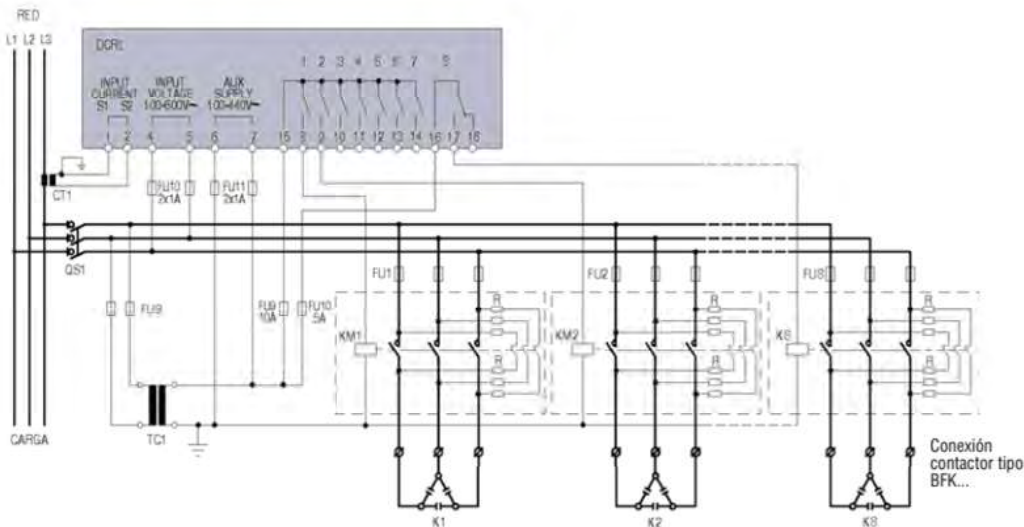 RED
L1 L2 L3
DCRL
1 2 3 4 5 6 7 8
INPUT CURRENT
S1 S2
INPUT VOLTAGE
100-600V~
AUX SUPPLY
100-440V~
1 2 4 5 6 7 15 8 9 10 11 12 13 14 16 17 18
CT1
FU10
2x1A
FU11
2x1A
QS1
FU1
FU2
FU8
FU9
FU9
10A
FU10
5A
R
R
R
KM1
KM2
K8
R
R
R
CARGA
TC1
Conexión
contactor tipo
BFK...
K1
K2
K8